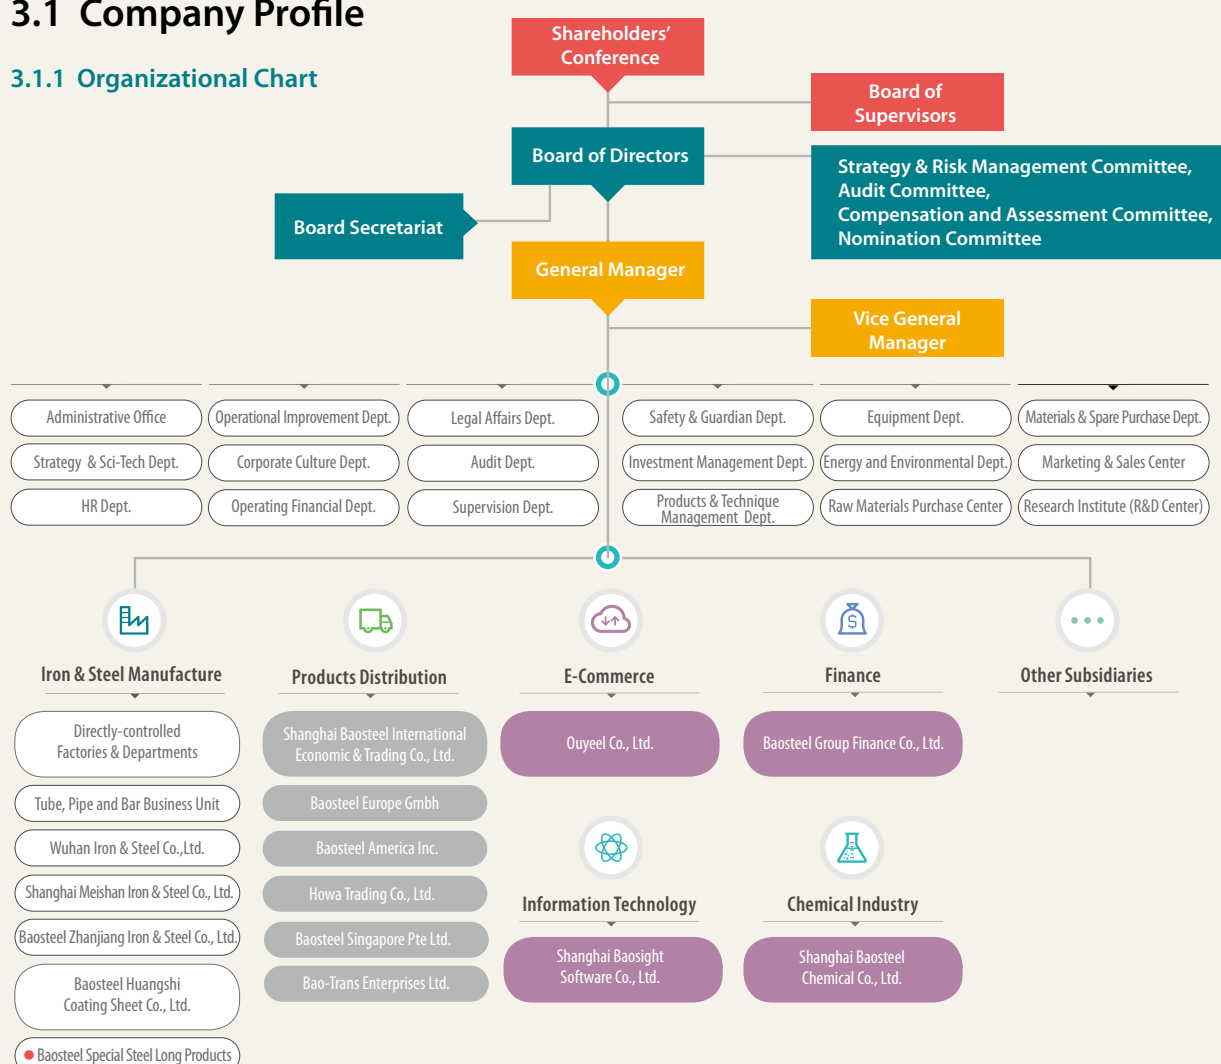 3.1 Company Profile
3.1.1 Organizational Chart
Shareholders’
Conference
Board of
Supervisors
Board of Directors
Strategy & Risk Management Committee,
Audit Committee,
Compensation and Assessment Committee,
Nomination Committee
Board Secretariat
General Manager
Vice General
Manager
Administrative Office
Operational Improvement Dept.
Legal Affairs Dept.
Safety & Guardian Dept.
Equipment Dept.
Materials & Spare Purchase Dept.
Strategy & Sci-Tech Dept.
Corporate Culture Dept.
Audit Dept.
Investment Management Dept.
Energy and Environmental Dept.
Marketing & Sales Center
HR Dept.
Operating Financial Dept.
Supervision Dept.
Products & Technique
Management Dept.
Raw Materials Purchase Center
Research Institute (R&D Center)
Iron & Steel Manufacture
Directly-controlled
Factories & Departments
Tube, Pipe and Bar Business Unit
Wuhan Iron & Steel Co.,Ltd.
Shanghai Meishan Iron & Steel Co., Ltd.
Baosteel Zhanjiang Iron & Steel Co., Ltd.
Baosteel Huangshi
Coating Sheet Co., Ltd.
Baosteel Special Steel Long Products
Products Distribution
Shanghai Baosteel International
Economic & Trading Co., Ltd.
Baosteel Europe Gmbh
Baosteel America Inc.
Howa Trading Co., Ltd.
Baosteel Singapore Pte Ltd.
Bao-Trans Enterprises Ltd.
E-Commerce
Ouyeel Co., Ltd.
Finance
$
Baosteel Group Finance Co., Ltd.
Other Subsidiaries
Information Technology
Shanghai Baosight
Software Co., Ltd.
Chemical Industry
Shanghai Baosteel
Chemical Co., Ltd.